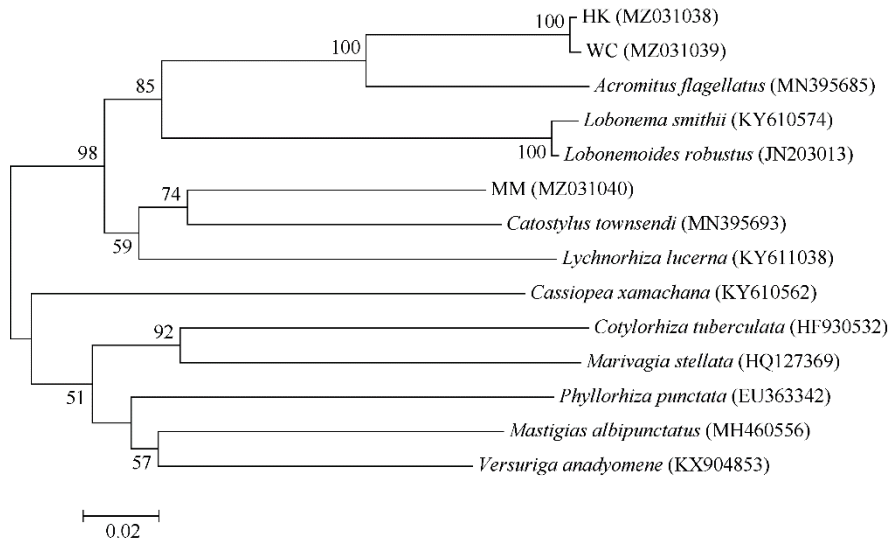 HK (MZ031038)
100
WC (MZ031039)
100
Acromitus flagellatus (MN395685)
85
Lobonema smithii (KY610574)
100
Lobonemoides robustus (JN203013)
98
MM (MZ031040)
74
Catostylus townsendi (MN395693)
59
Lychnorhiza lucerna (KY611038)
Cassiopea xamachana (KY610562)
Cotylorhiza tuberculata (HF930532)
92
Marivagia stellata (HQ127369)
51
Phyllorhiza punctata (EU363342)
Mastigias albipunctatus (MH460556)
57
Versuriga anadyomene (KX904853)
0.02